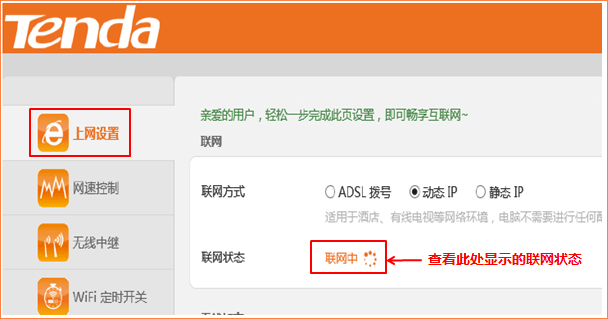 Tenda
上网设置
网速控制
无线中继
WiFi 定时开关
亲爱的用户，轻松一步完成此页设置，即可畅享互联网~
联网
联网方式
ADSL 拨号
动态 IP
静态 IP
适用于酒店、有线电视等网络环境，电脑不需要进行任何
联网状态
联网中
查看此处显示的联网状态